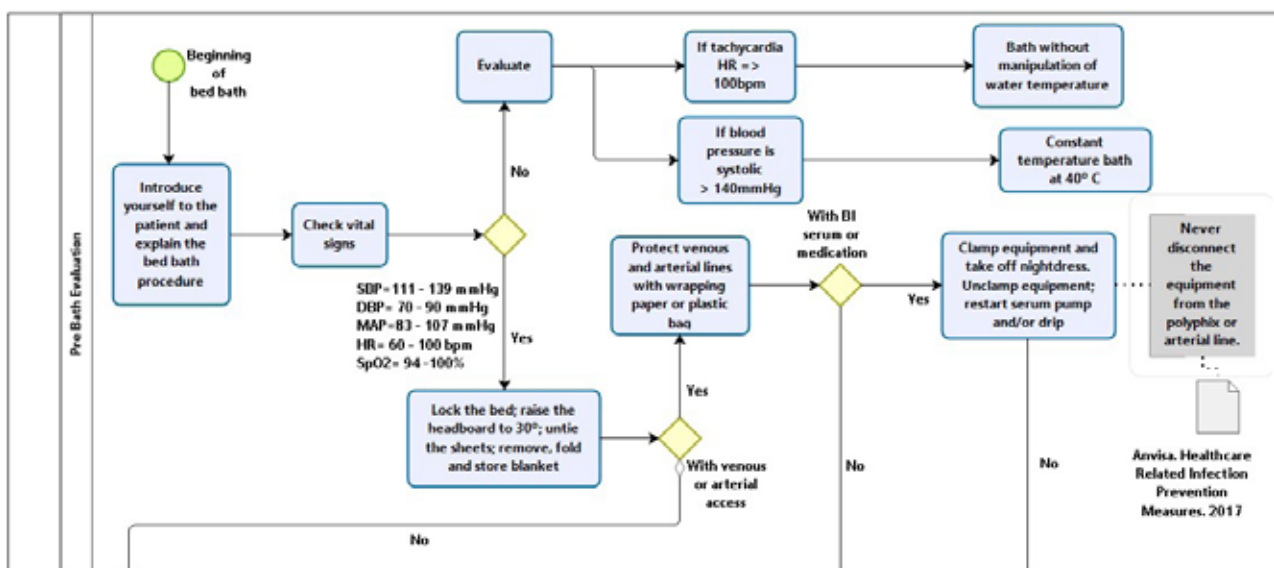 Pre Bath Evaluation
Beginning
of
bed bath
Introduce
yourself to the
patient and
explain the
bed bath
procedure
Check vital
signs
No
Evaluate
If tachycardia
HR = >
100bpm
Bath without
manipulation of
water temperature
If blood
pressure is
systolic
> 140mmHg
Constant
temperature bath
at 40º C
SBP=111 - 139 mmHg
DBP= 70 - 90 mmHg
MAP=83 - 107 mmHg
HR= 60 - 100 bpm
SpO2= 94 -100%
Yes
Lock the bed; raise the
headboard to 30º; untie
the sheets; remove, fold
and store blanket
With venous
or arterial
access
No
Yes
Protect venous
and arterial lines
with wrapping
paper or plastic
bag
With BI
serum or
medication
Yes
No
Clamp equipment and
take off nightdress.
Unclamp equipment;
restart serum pump
and/or drip
No
Never
disconnect
the
equipment
from the
polyphix or
arterial line.
Anvisa. Healthcare
Related Infection
Prevention
Measures. 2017